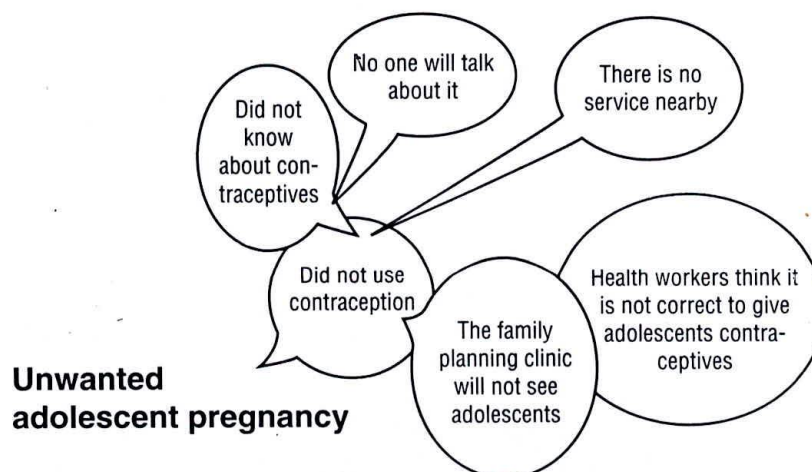 No one will talk
about it
There is no
service nearby
Did not
know
about con-
traceptives
Did not use
contraception
Health workers think it
is not correct to give
adolescents contra-
ceptives
The family
planning clinic
will not see
adolescents
Unwanted
adolescent pregnancy